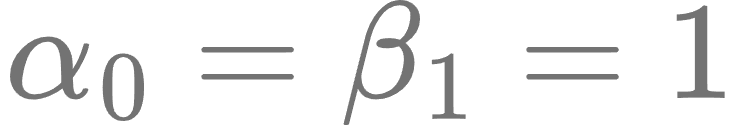 α₀ = β₁ = 1